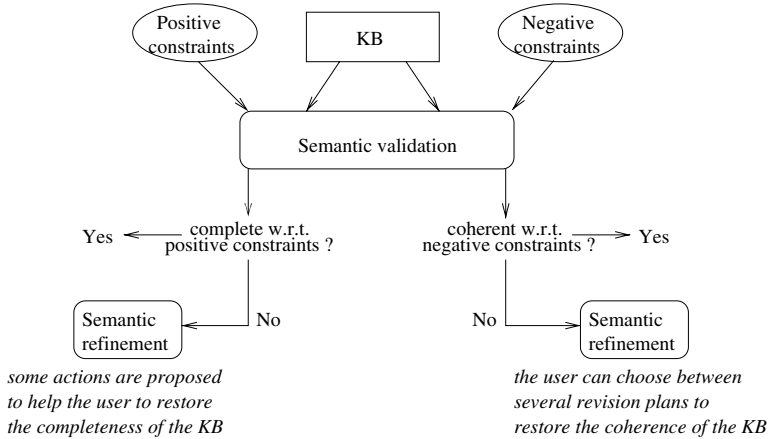 Positive
constraints
KB
Negative
constraints
Semantic validation
Yes
complete w.r.t.
positive constraints ?
coherent w.r.t.
negative constraints ?
Yes
No
No
Semantic
refinement
Semantic
refinement
some actions are proposed
to help the user to restore
the completeness of the KB
the user can choose between
several revision plans to
restore the coherence of the KB